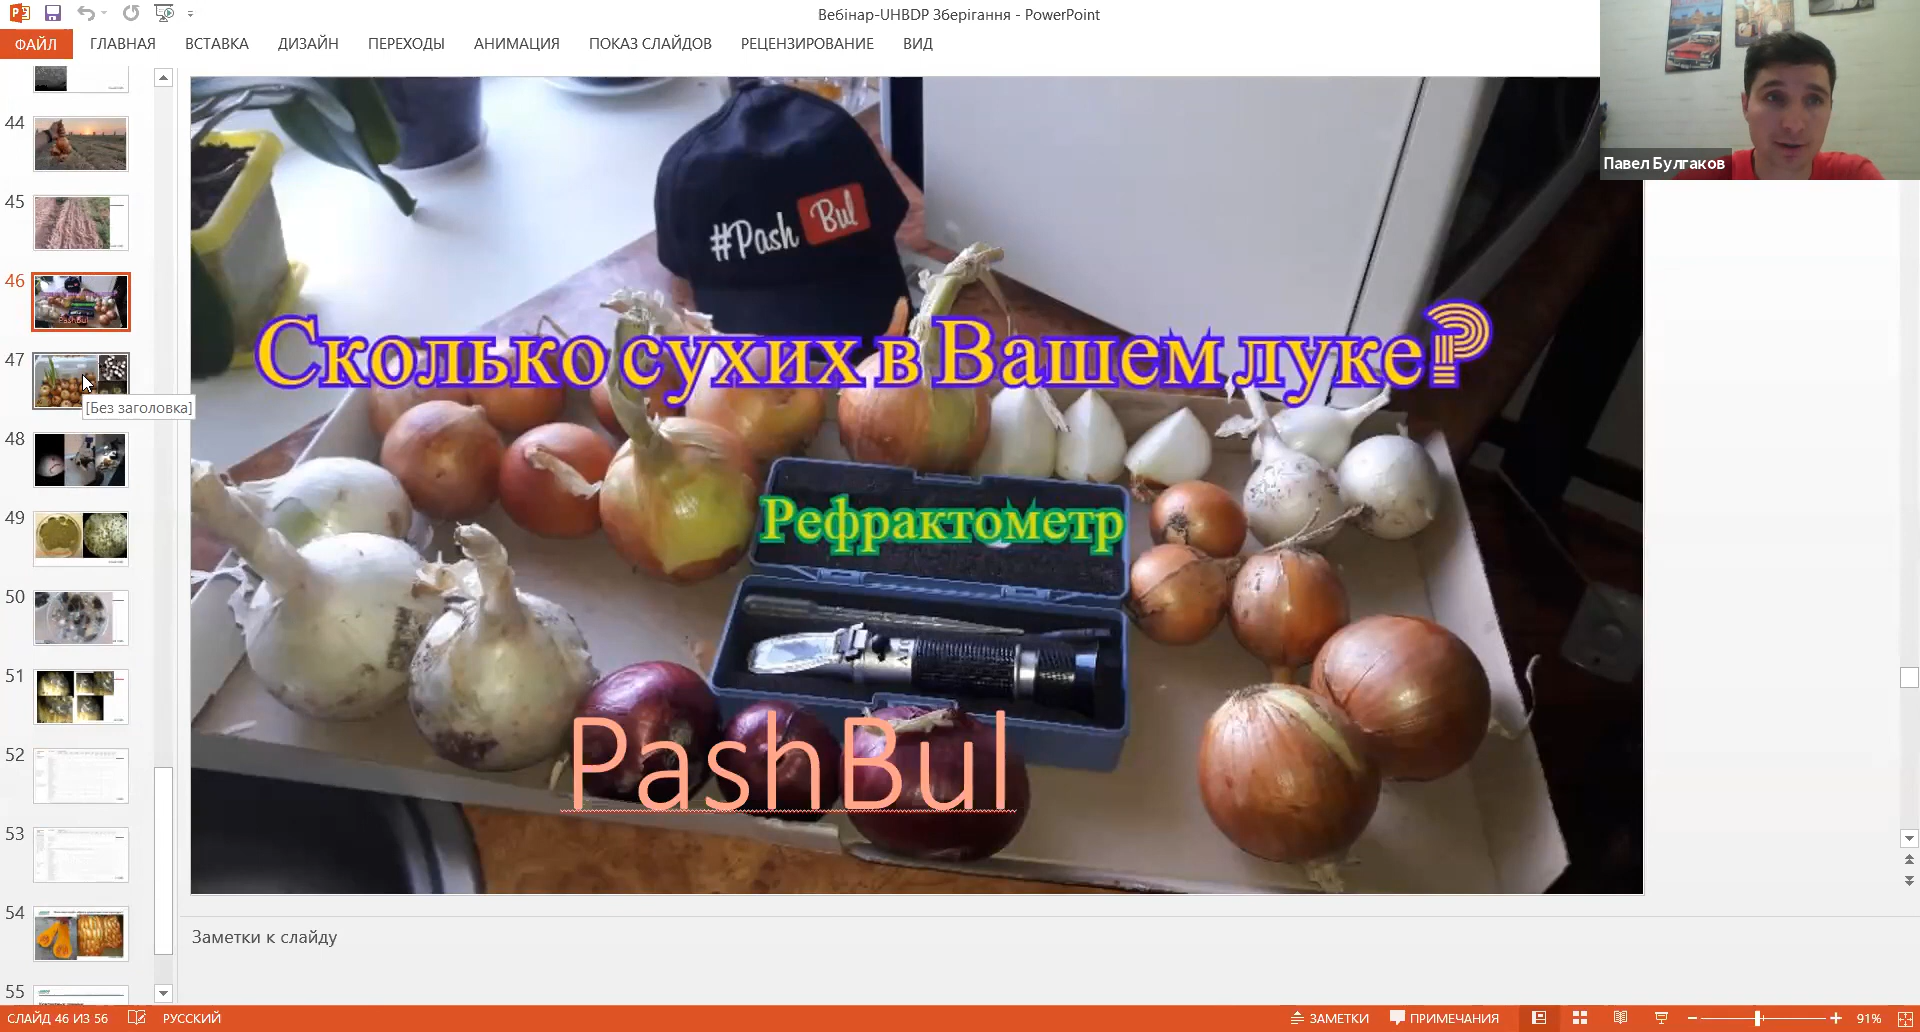 Вебінар-UHBDP Зберігання - PowerPoint
ФАЙЛ ГЛАВНАЯ ВСТАВКА ДИЗАЙН ПЕРЕХОДЫ АНИМАЦИЯ ПОКАЗ СЛАЙДОВ РЕЦЕНЗИРОВАНИЕ ВИД
Павел Булгаков
44
45
46
47
[Без заголовка]
48
49
50
51
52
53
54
55
#Pash Bul
Сколько сухих в Вашем луке?
Рефрактометр
PashBul
Заметки к слайду
СЛАЙД 46 ИЗ 56 РУССКИЙ ЗАМЕТКИ ПРИМЕЧАНИЯ 91%